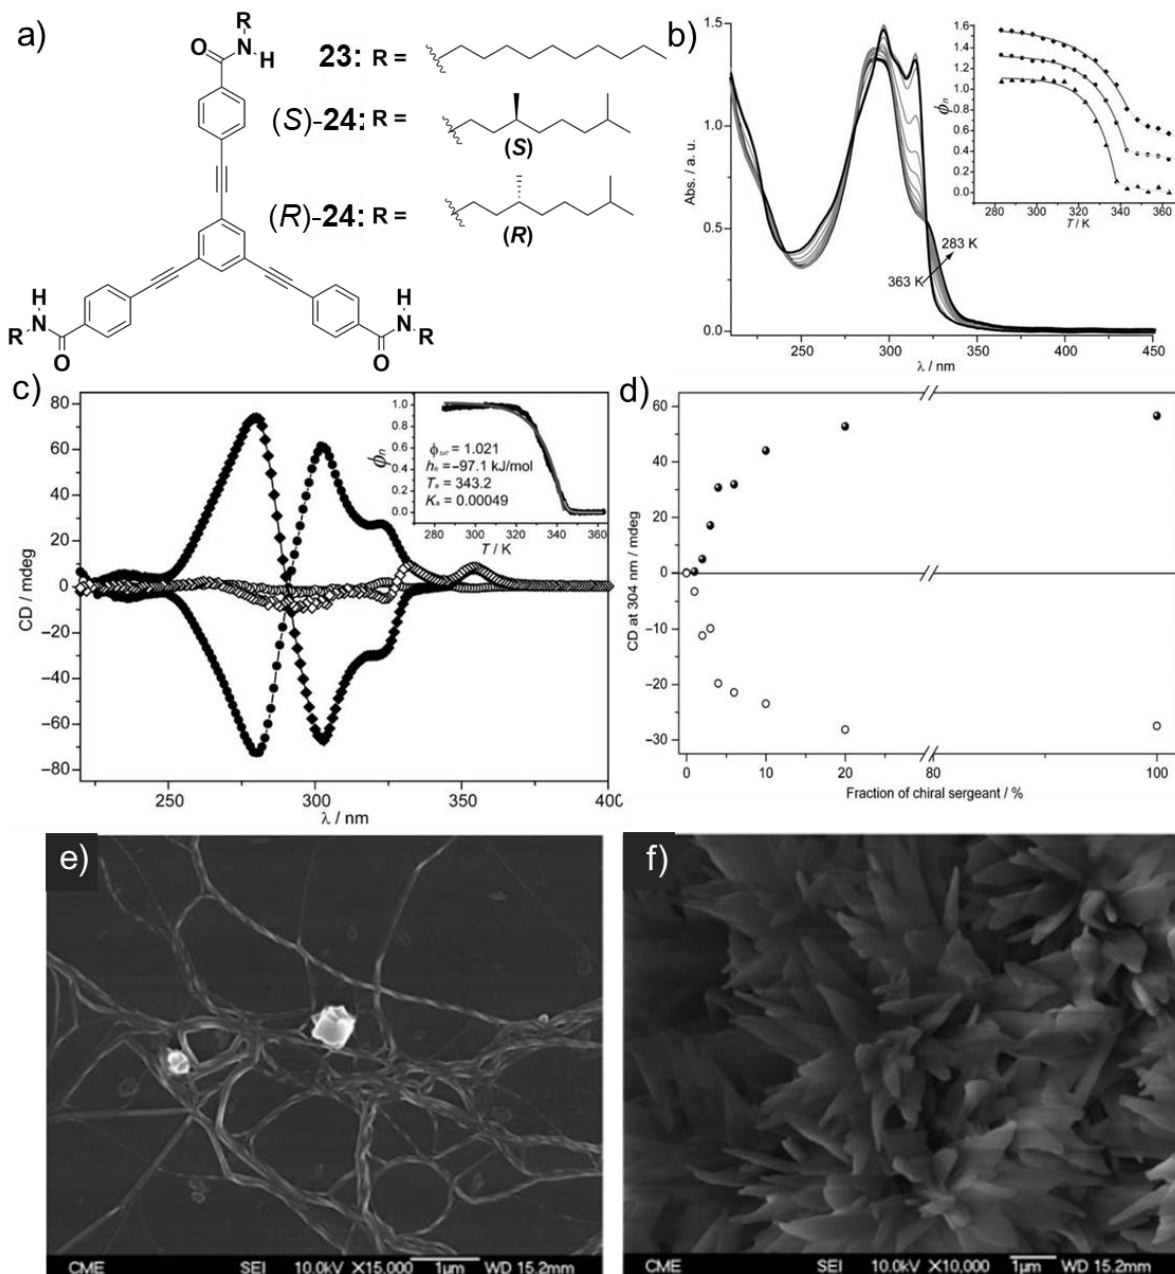 a)
R
O
N
H
23: R =
(S)-24: R =
(S)
(R)-24: R =
(R)
H
N
R
O
H
N
R
O
b)
Abs. / a. u.
1.5
1.0
0.5
0.0
250
300
350
400
450
λ / nm
363 K
283 K
ϕn
1.6
1.4
1.2
1.0
0.8
0.6
0.4
0.2
0.0
280
300
320
340
360
T / K
c)
CD / mdeg
80
60
40
20
0
−20
−40
−60
−80
250
300
350
400
λ / nm
ϕn
1.0
0.8
0.6
0.4
0.2
0.0
ϕ = 1.021
he = −97.1 kJ/mol
Te = 343.2
Ka = 0.00049
280
300
320
340
360
T / K
d)
CD at 304 nm / mdeg
60
40
20
0
−10
−20
−30
0
10
20
80
100
Fraction of chiral sergeant / %
e)
CME SEI 10.0kV X15,000 1µm WD 15.2mm
f)
CME SEI 10.0kV X10,000 1µm WD 15.2mm